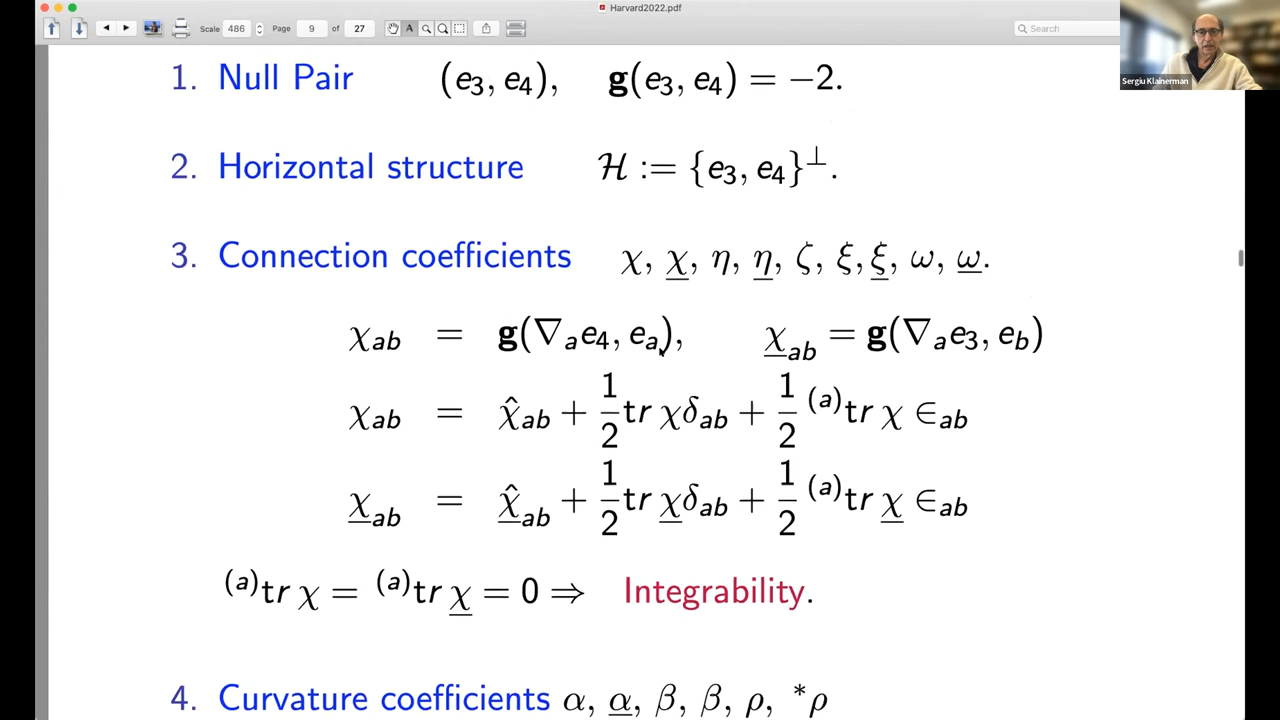 Harvard2022.pdf
Scale 486 Page 9 of 27 Search
Sergiu Klainerman
1. Null Pair (e₃, e₄), g(e₃, e₄) = −2.
2. Horizontal structure ℋ := {e₃, e₄}^⊥.
3. Connection coefficients χ, χ̲, η, η̲, ζ, ξ, ξ̲, ω, ω̲.
χ_ab = g(∇_a e₄, e_a), χ̲_ab = g(∇_a e₃, e_b)
χ_ab = χ̂_ab + 1/2 tr χδ_ab + 1/2 ^(a)tr χ ∈_ab
χ̲_ab = χ̲̂_ab + 1/2 tr χ̲δ_ab + 1/2 ^(a)tr χ̲ ∈_ab
^(a)tr χ = ^(a)tr χ̲ = 0 ⇒ Integrability.
4. Curvature coefficients α, α̲, β, β, ρ, *ρ